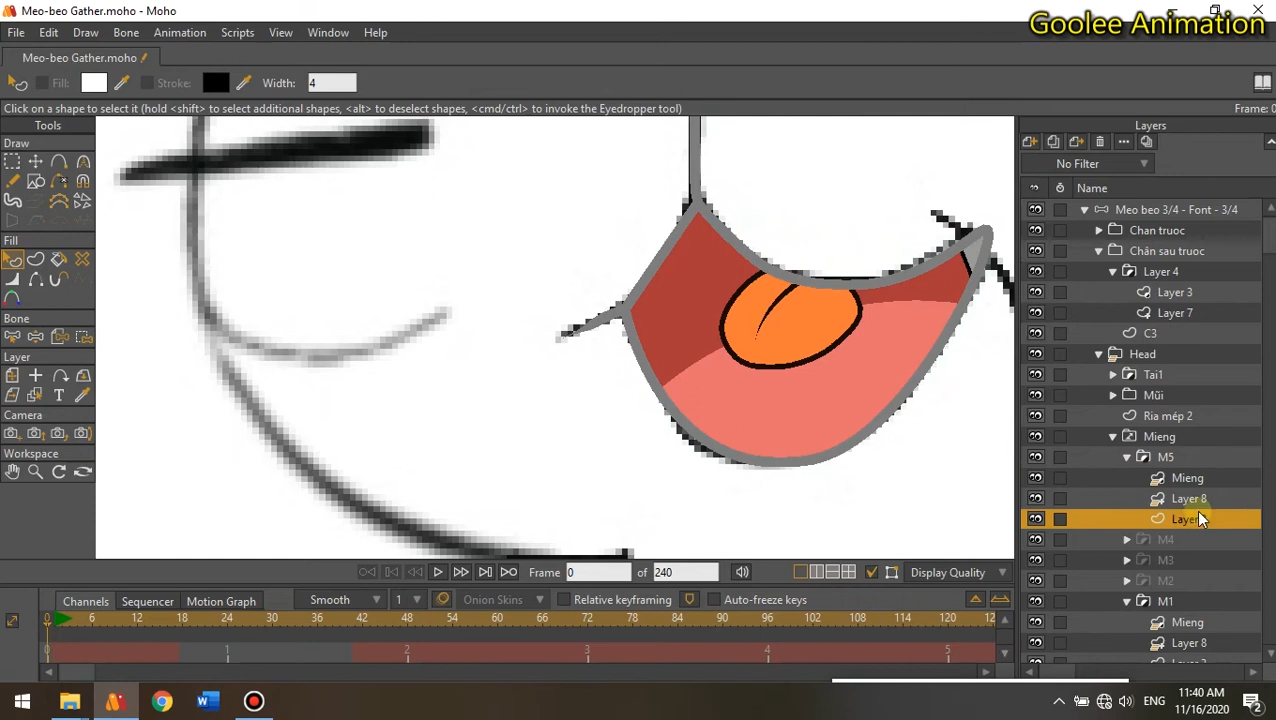 Meo-beo Gather.moho - Moho
Goolee Animation
File Edit Draw Bone Animation Scripts View Window Help
Meo-beo Gather.moho
Fill: Stroke: Width: 4
Click on a shape to select it (hold <shift> to select additional shapes, <alt> to deselect shapes, <cmd/ctrl> to invoke the Eyedropper tool)
Frame: 0
Tools
Draw
Fill
Bone
Layer
Camera
Workspace
Layers
No Filter
Name
Meo beo 3/4 - Font - 3/4
Chan truoc
Chân sau truoc
Layer 4
Layer 3
Layer 7
C3
Head
Tai1
Mũi
Ria mép 2
Mieng
M5
Mieng
Layer 8
Laye
M4
M3
M2
M1
Mieng
Layer 8
Frame 0 of 240 Display Quality
Channels Sequencer Motion Graph Smooth 1 Onion Skins Relative keyframing Auto-freeze keys
0 6 12 18 24 30 36 42 48 54 60 66 72 78 84 90 96 102 108 114 120 12
0 1 2 3 4 5
ENG
11:40 AM
11/16/2020
2